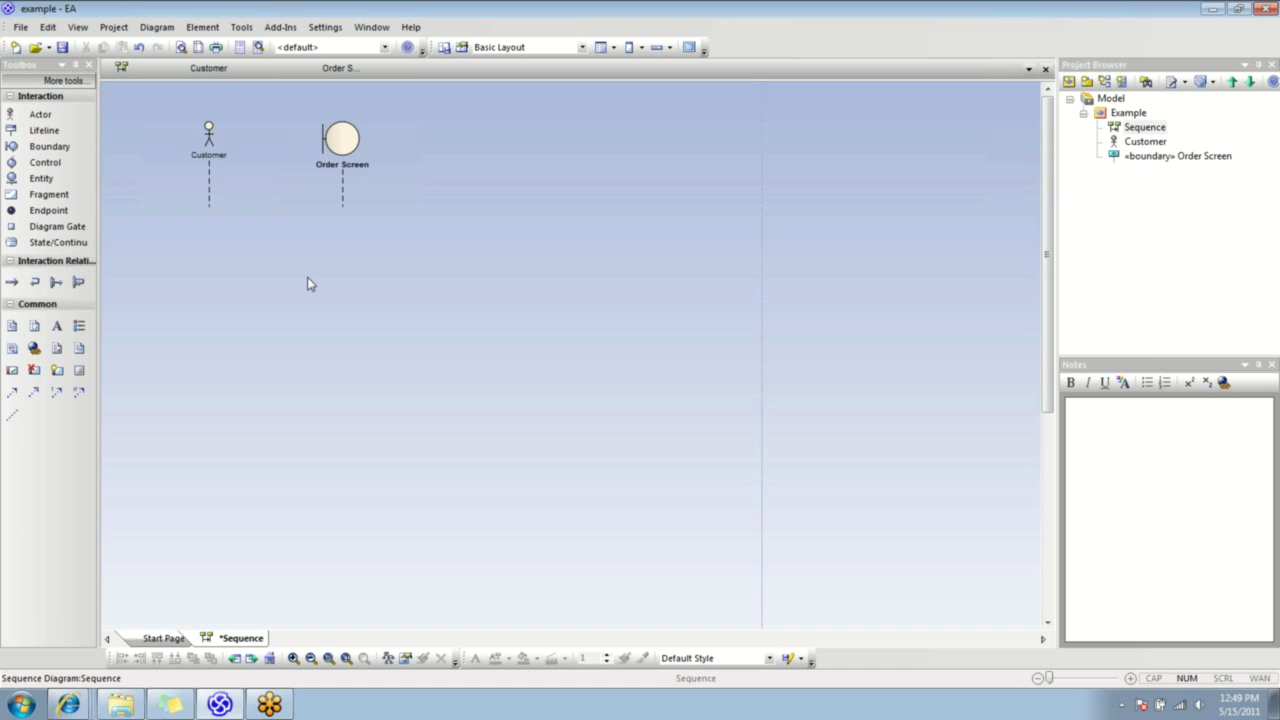 example - EA
File Edit View Project Diagram Element Tools Add-Ins Settings Window Help
<default> Basic Layout
Toolbox
More tools...
Interaction
Actor
Lifeline
Boundary
Control
Entity
Fragment
Endpoint
Diagram Gate
State/Continu
Interaction Relati...
Common
Customer Order S...
Customer
Order Screen
Project Browser
Model
Example
Sequence
Customer
«boundary» Order Screen
Notes
B I U A
Start Page *Sequence
A 1 Default Style
Sequence Diagram:Sequence Sequence CAP NUM SCRL WAN
12:49 PM
5/15/2011